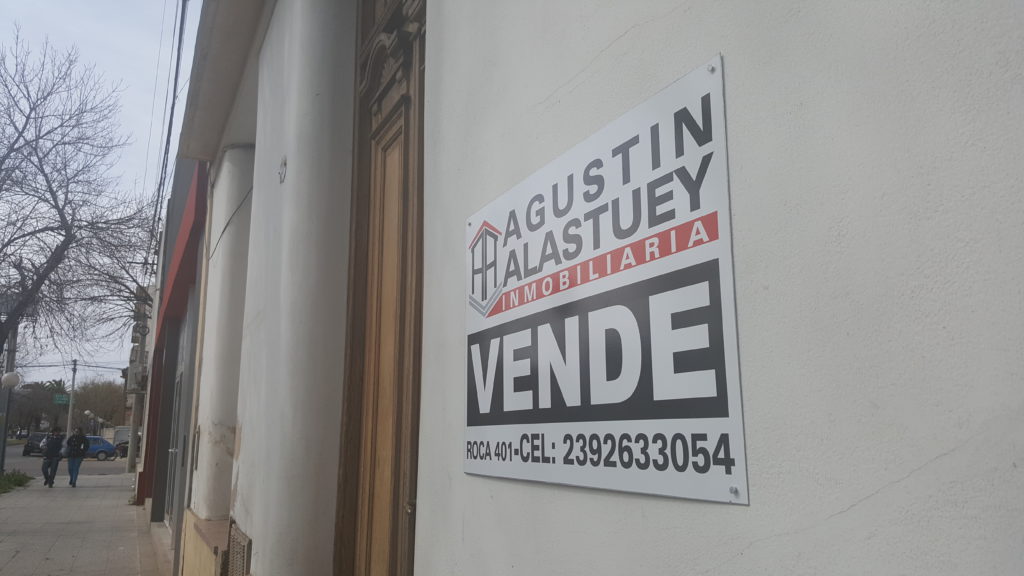 AGUSTIN
ALASTUEY
INMOBILIARIA
VENDE
ROCA 401-CEL: 2392633054